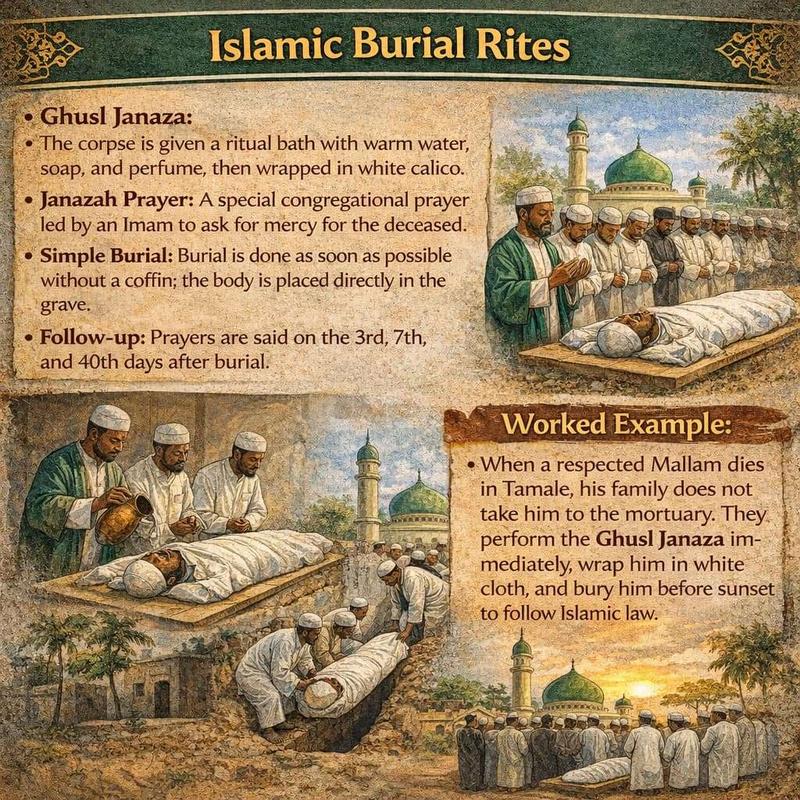 Islamic Burial Rites
• Ghusl Janaza:
• The corpse is given a ritual bath with warm water,
soap, and perfume, then wrapped in white calico.
• Janazah Prayer: A special congregational prayer
led by an Imam to ask for mercy for the deceased.
• Simple Burial: Burial is done as soon as possible
without a coffin; the body is placed directly in the
grave.
• Follow-up: Prayers are said on the 3rd, 7th,
and 40th days after burial.
Worked Example:
• When a respected Mallam dies
in Tamale, his family does not
take him to the mortuary. They
perform the Ghusl Janaza im-
mediately, wrap him in white
cloth, and bury him before sunset
to follow Islamic law.